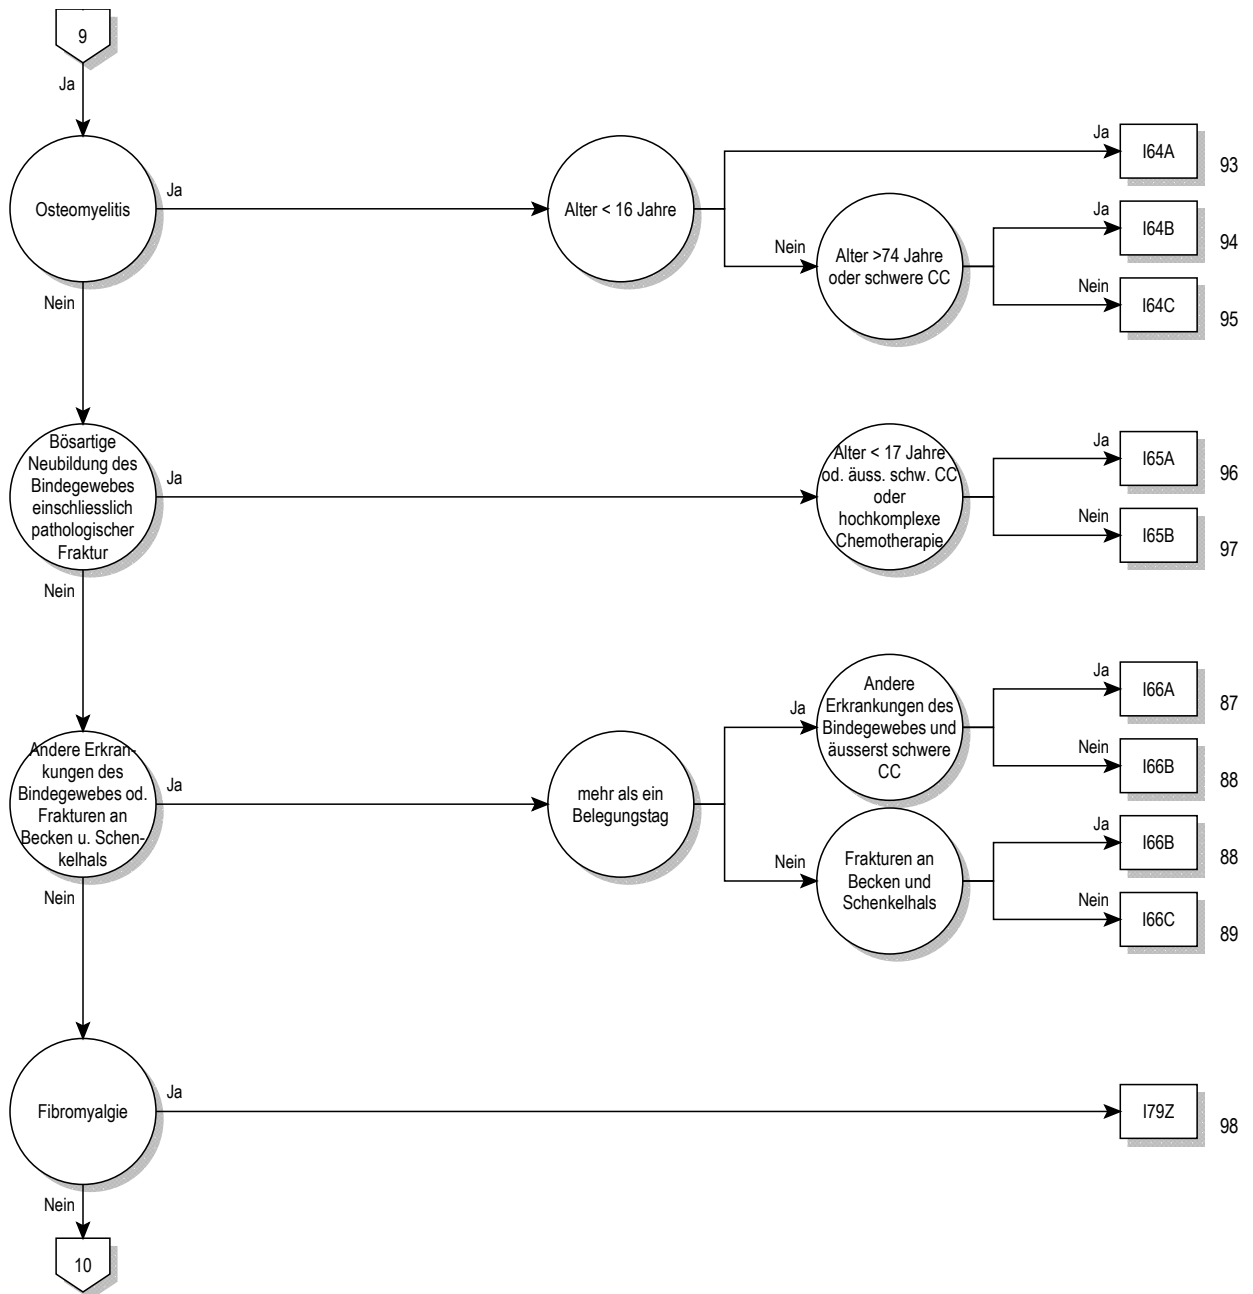 9
Ja
Osteomyelitis
Ja
Alter < 16 Jahre
Ja
I64A
93
Nein
Alter >74 Jahre
oder schwere CC
Ja
I64B
94
Nein
I64C
95
Nein
Bösartige
Neubildung des
Bindegewebes
einschliesslich
pathologischer
Fraktur
Ja
Alter < 17 Jahre
od. äuss. schw. CC
oder
hochkomplexe
Chemotherapie
Ja
I65A
96
Nein
I65B
97
Nein
Andere Erkran-
kungen des
Bindegewebes od.
Frakturen an
Becken u. Schen-
kelhals
Ja
mehr als ein
Belegungstag
Ja
Andere
Erkrankungen des
Bindegewebes und
äusserst schwere
CC
Ja
I66A
87
Nein
I66B
88
Nein
Frakturen an
Becken und
Schenkelhals
Ja
I66B
88
Nein
I66C
89
Nein
Fibromyalgie
Ja
I79Z
98
Nein
10